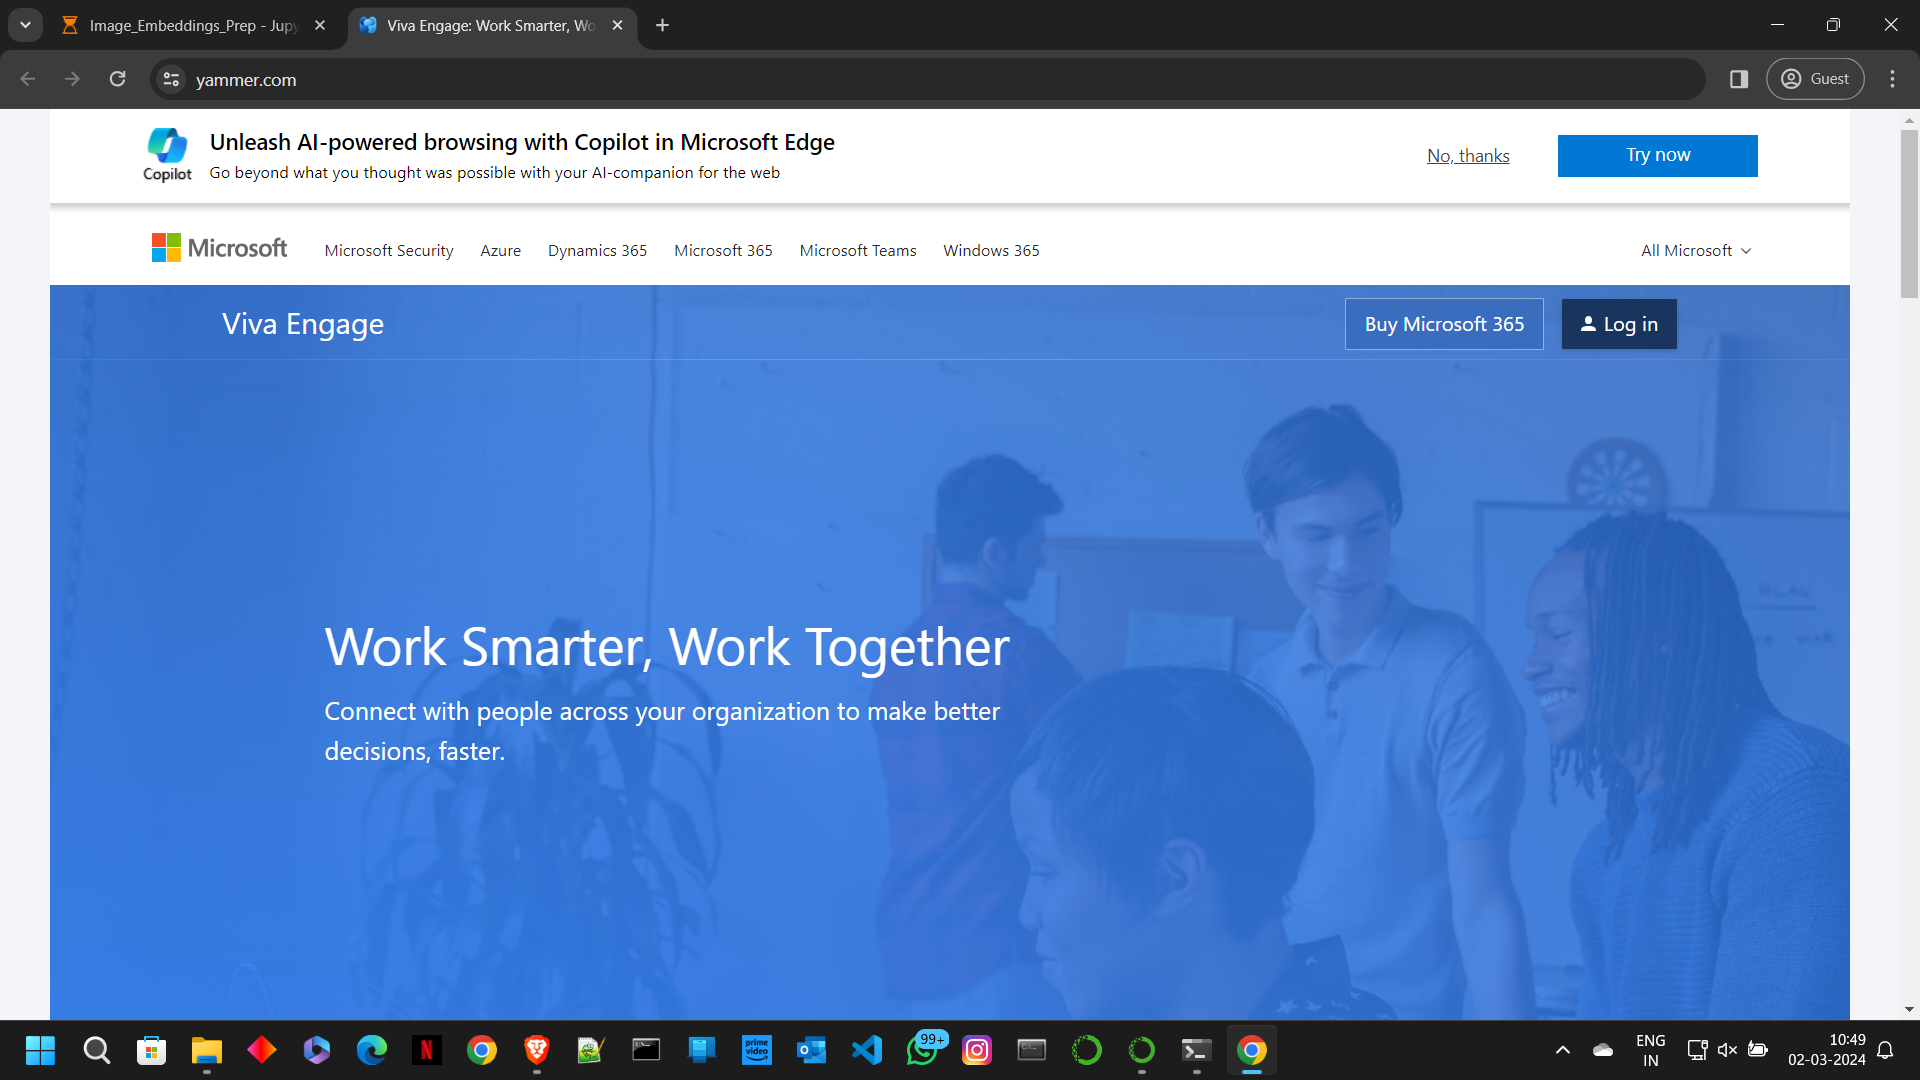 Image_Embeddings_Prep - Jupy
Viva Engage: Work Smarter, Wo
yammer.com
Guest
Unleash AI-powered browsing with Copilot in Microsoft Edge
Go beyond what you thought was possible with your AI-companion for the web
Copilot
No, thanks
Try now
Microsoft
Microsoft Security
Azure
Dynamics 365
Microsoft 365
Microsoft Teams
Windows 365
All Microsoft
Viva Engage
Buy Microsoft 365
Log in
PLAN
Work Smarter, Work Together
Connect with people across your organization to make better
decisions, faster.
N
prime
video
99+
ENG
IN
10:49
02-03-2024